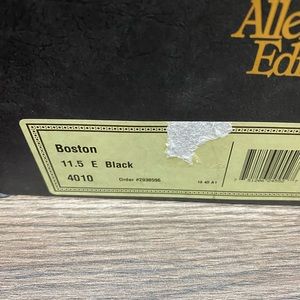 Alle
Ed
Boston
11.5 E Black
4010 Order #2938596